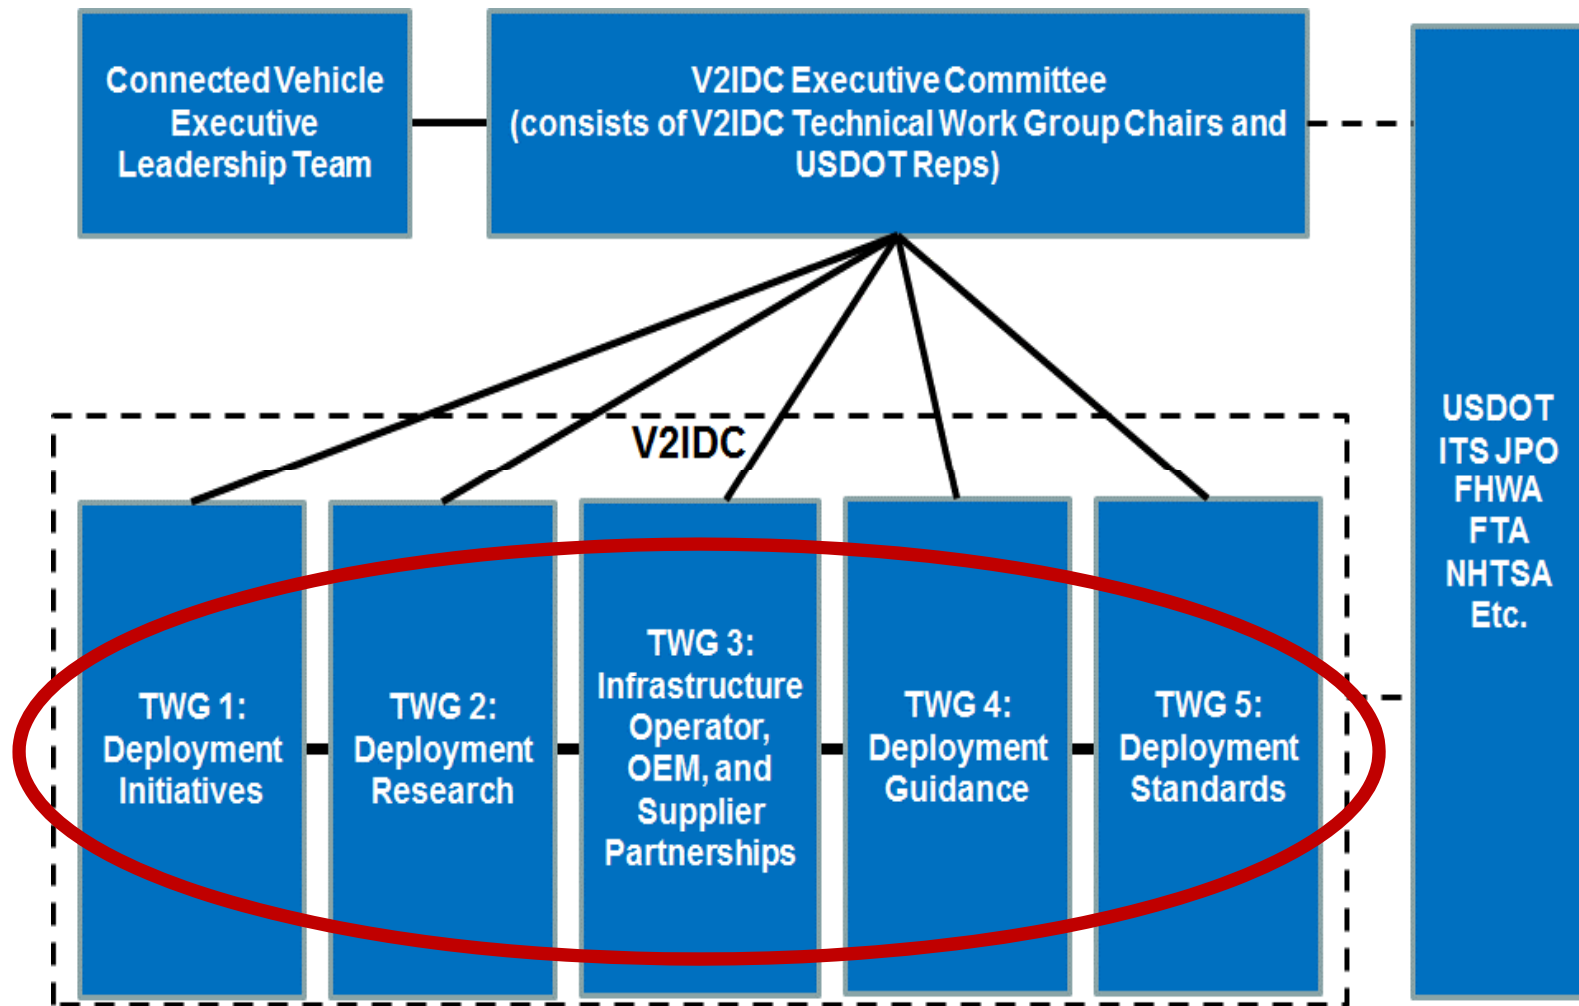 Connected Vehicle
Executive
Leadership Team
V2IDC Executive Committee
(consists of V2IDC Technical Work Group Chairs and
USDOT Reps)
USDOT
ITS JPO
FHWA
FTA
NHTSA
Etc.
V2IDC
TWG 1:
Deployment
Initiatives
TWG 2:
Deployment
Research
TWG 3:
Infrastructure
Operator,
OEM, and
Supplier
Partnerships
TWG 4:
Deployment
Guidance
TWG 5:
Deployment
Standards